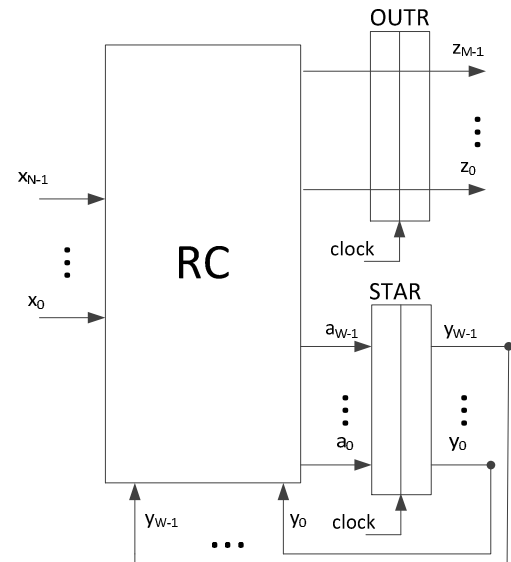 OUTR
zM-1
z0
clock
xN-1
x0
RC
STAR
aW-1
a0
yW-1
y0
clock
yW-1
y0